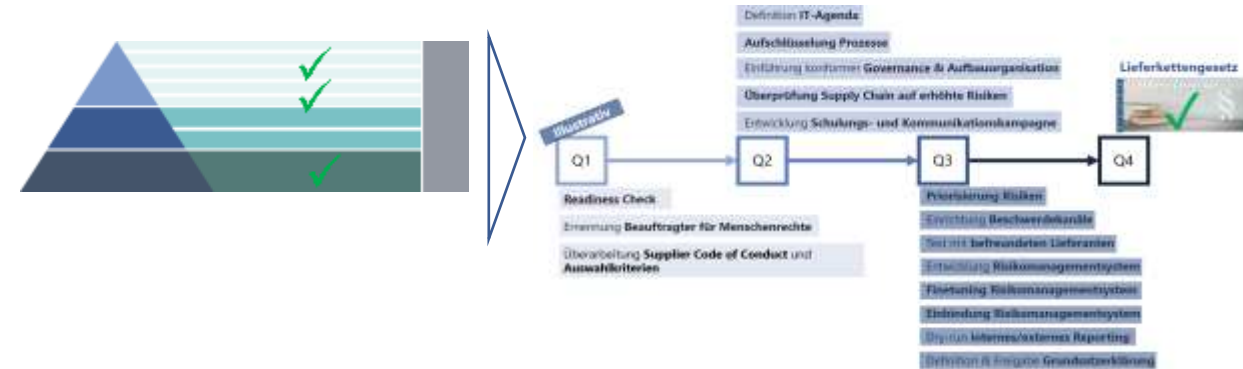 Definition IT-Agenda
Aufschlüsselung Prozesse
Einführung konformer Governance & Aufbauorganisation
Überprüfung Supply Chain auf erhöhte Risiken
Entwicklung Schulungs- und Kommunikationskampagne
Lieferkettengesetz
Illustrativ
Q1
Q2
Q3
Q4
Readiness Check
Ernennung Beauftragter für Menschenrechte
Überarbeitung Supplier Code of Conduct und
Auswahlkriterien
Priorisierung Risiken
Einrichtung Beschwerdekanäle
Test mit befreundeten Lieferanten
Entwicklung Risikomanagementsystem
Finetuning Risikomanagementsystem
Einbindung Risikomanagementsystem
Dry-run Internes/externes Reporting
Definition & Freigabe Grundsatzerklärung